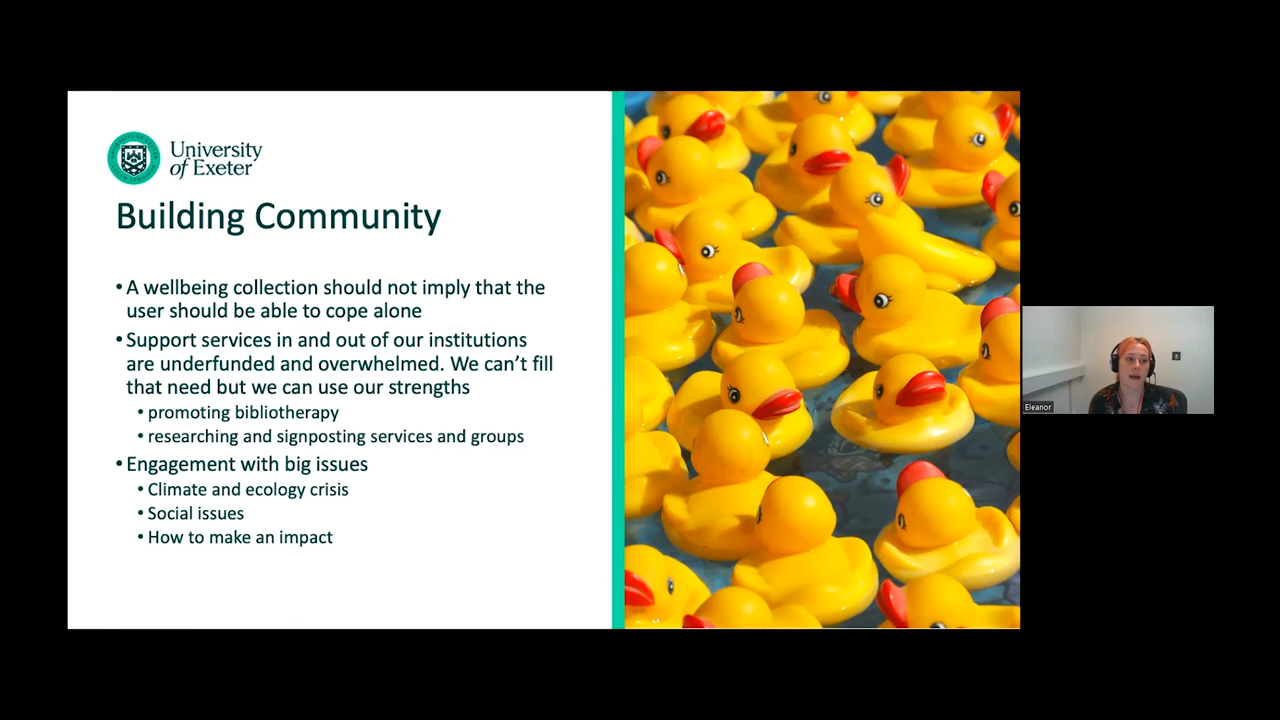 University
of Exeter
Building Community
• A wellbeing collection should not imply that the
user should be able to cope alone
• Support services in and out of our institutions
are underfunded and overwhelmed. We can't fill
that need but we can use our strengths
• promoting bibliotherapy
• researching and signposting services and groups
• Engagement with big issues
• Climate and ecology crisis
• Social issues
• How to make an impact
Eleanor